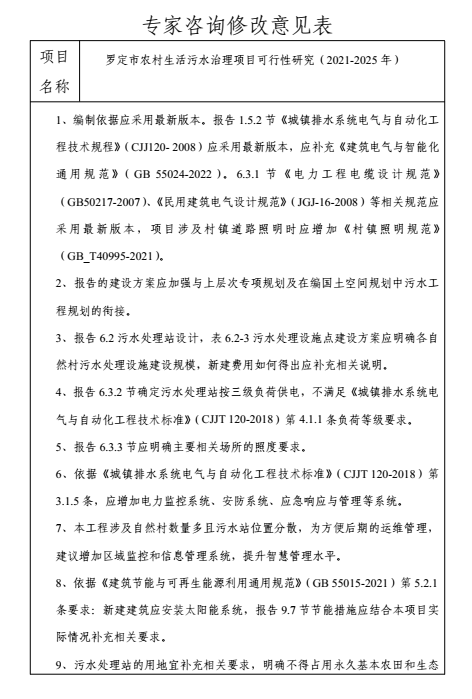 专家咨询修改意见表
项目
名称
罗定市农村生活污水治理项目可行性研究（2021-2025 年）
1、编制依据应采用最新版本。报告 1.5.2 节《城镇排水系统电气与自动化工
程技术规程》（CJJ120- 2008）应采用最新版本，应补充《建筑电气与智能化
通用规范》（GB 55024-2022）。6.3.1 节《电力工程电缆设计规范》
（GB50217-2007）、《民用建筑电气设计规范》（JGJ-16-2008）等相关规范应
采用最新版本，项目涉及村镇道路照明时应增加《村镇照明规范》
（GB_T40995-2021）。
2、报告的建设方案应加强与上层次专项规划及在编国土空间规划中污水工
程规划的衔接。
3、报告 6.2 污水处理站设计，表 6.2-3 污水处理设施点建设方案应明确各自
然村污水处理设施建设规模，新建费用如何得出应补充相关说明。
4、报告 6.3.2 节确定污水处理站按三级负荷供电，不满足《城镇排水系统电
气与自动化工程技术标准》（CJJT 120-2018）第 4.1.1 条负荷等级要求。
5、报告 6.3.3 节应明确主要相关场所的照度要求。
6、依据《城镇排水系统电气与自动化工程技术标准》（CJJT 120-2018）第
3.1.5 条，应增加电力监控系统、安防系统、应急响应与管理等系统。
7、本工程涉及自然村数量多且污水站位置分散，为方便后期的运维管理，
建议增加区域监控和信息管理系统，提升智慧管理水平。
8、依据《建筑节能与可再生能源利用通用规范》（GB 55015-2021）第 5.2.1
条要求：新建建筑应安装太阳能系统，报告 9.7 节节能措施应结合本项目实
际情况补充相关要求。
9、污水处理站的用地宜补充相关要求，明确不得占用永久基本农田和生态